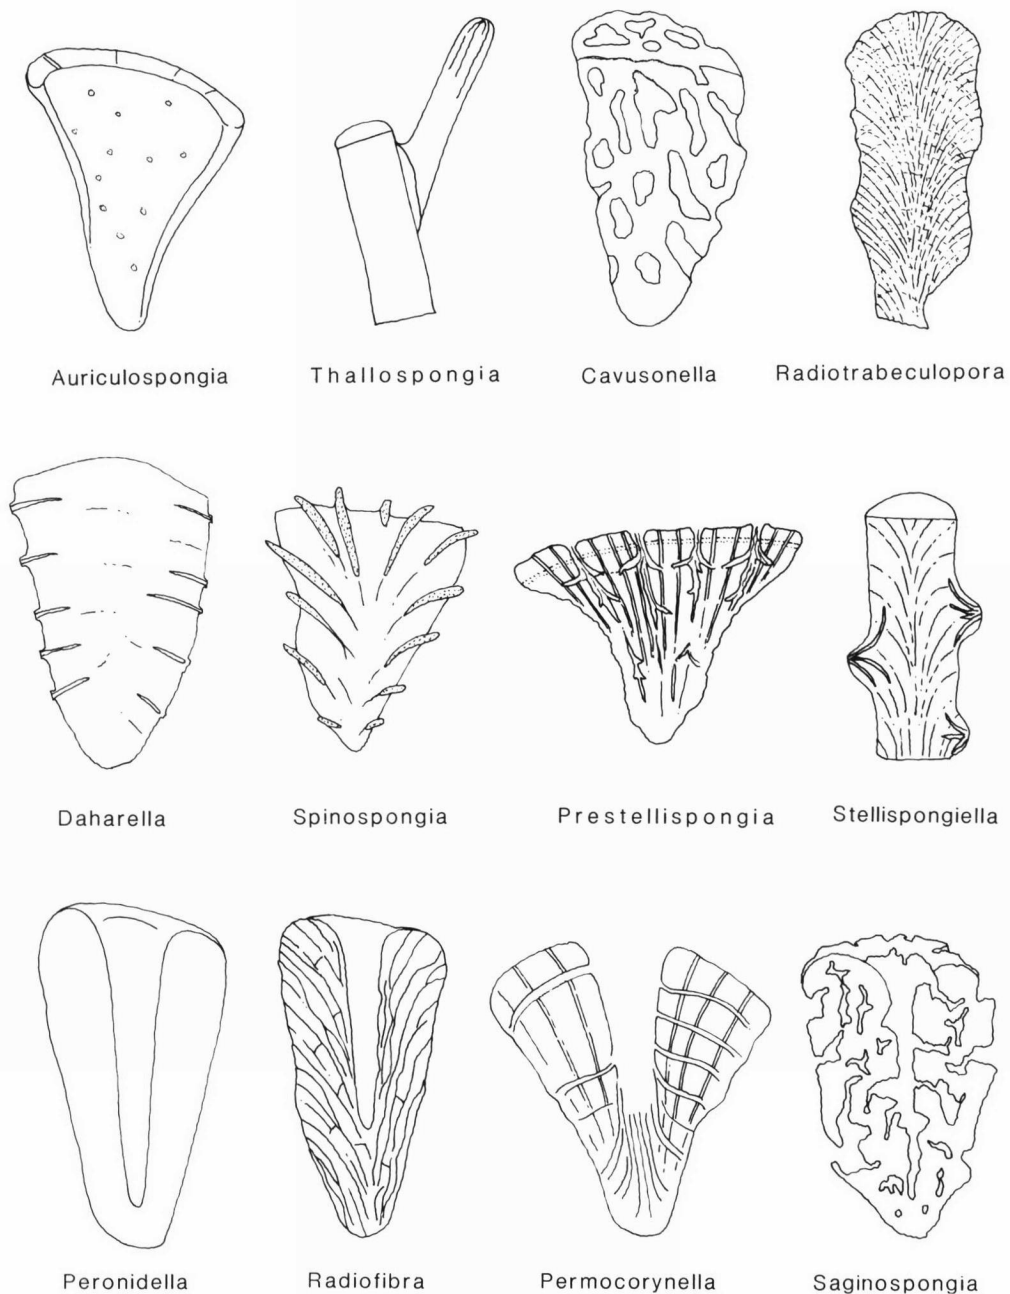 Auriculospongia Thallospongia Cavusonella Radiotrabeculopora
Daharella Spinospongia Prestellispongia Stellispongiella
Peronidella Radiofibra Permocorynella Saginospongia